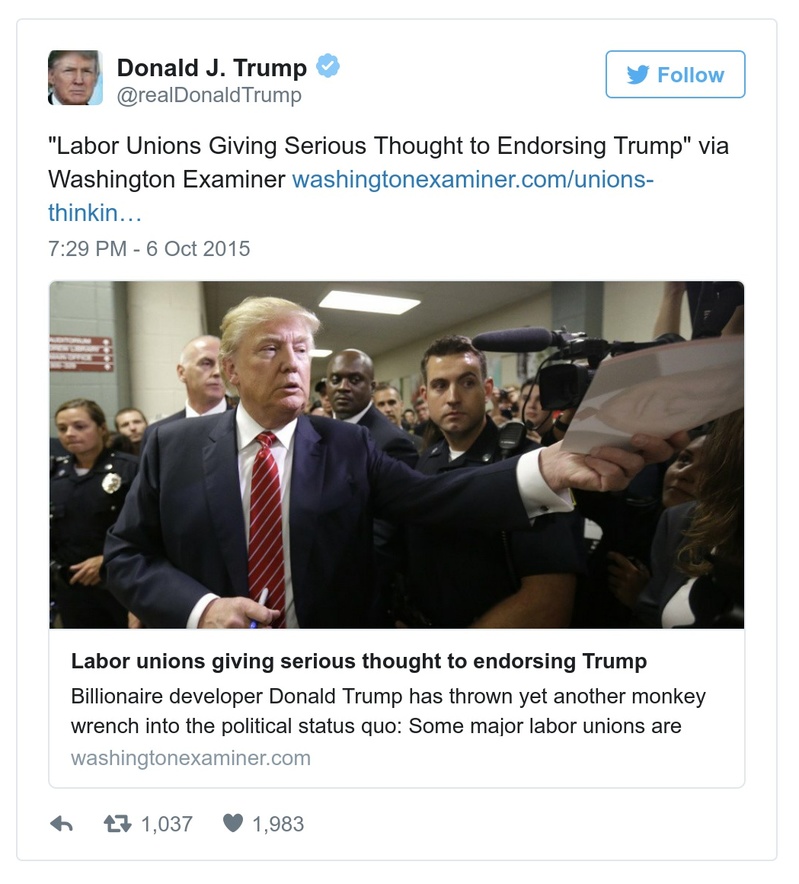 Donald J. Trump
@realDonaldTrump
Follow
"Labor Unions Giving Serious Thought to Endorsing Trump" via
Washington Examiner washingtonexaminer.com/unions-
thinkin…
7:29 PM - 6 Oct 2015
Labor unions giving serious thought to endorsing Trump
Billionaire developer Donald Trump has thrown yet another monkey
wrench into the political status quo: Some major labor unions are
washingtonexaminer.com
1,037 1,983